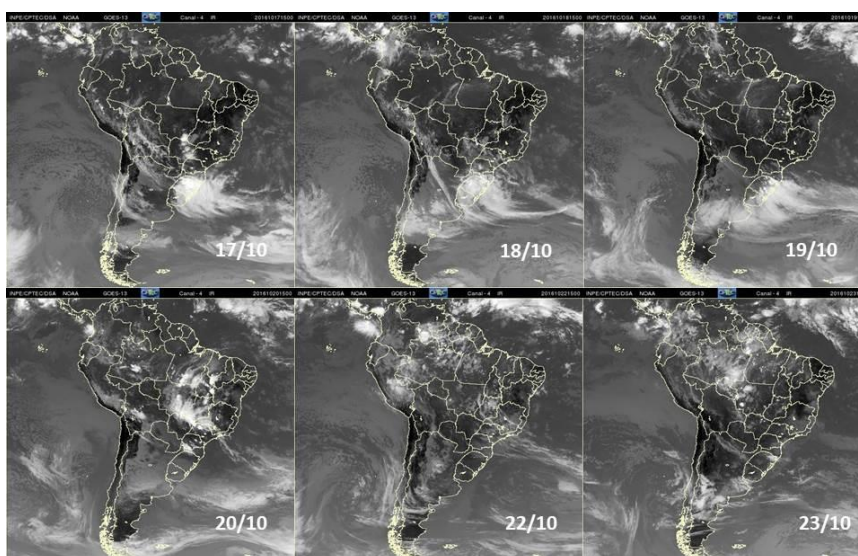 INPE/CPTEC/DSA NOAA GOES-13 Canal - 4 IR 201610171500
INPE/CPTEC/DSA NOAA GOES-13 Canal - 4 IR 201610181500
INPE/CPTEC/DSA NOAA GOES-13 Canal - 4 IR
17/10
18/10
19/10
INPE/CPTEC/DSA NOAA GOES-13 Canal - 4 IR 201610201500
INPE/CPTEC/DSA NOAA GOES-13 Canal - 4 IR 201610221500
INPE/CPTEC/DSA NOAA GOES-13 Canal - 4 IR
20/10
22/10
23/10